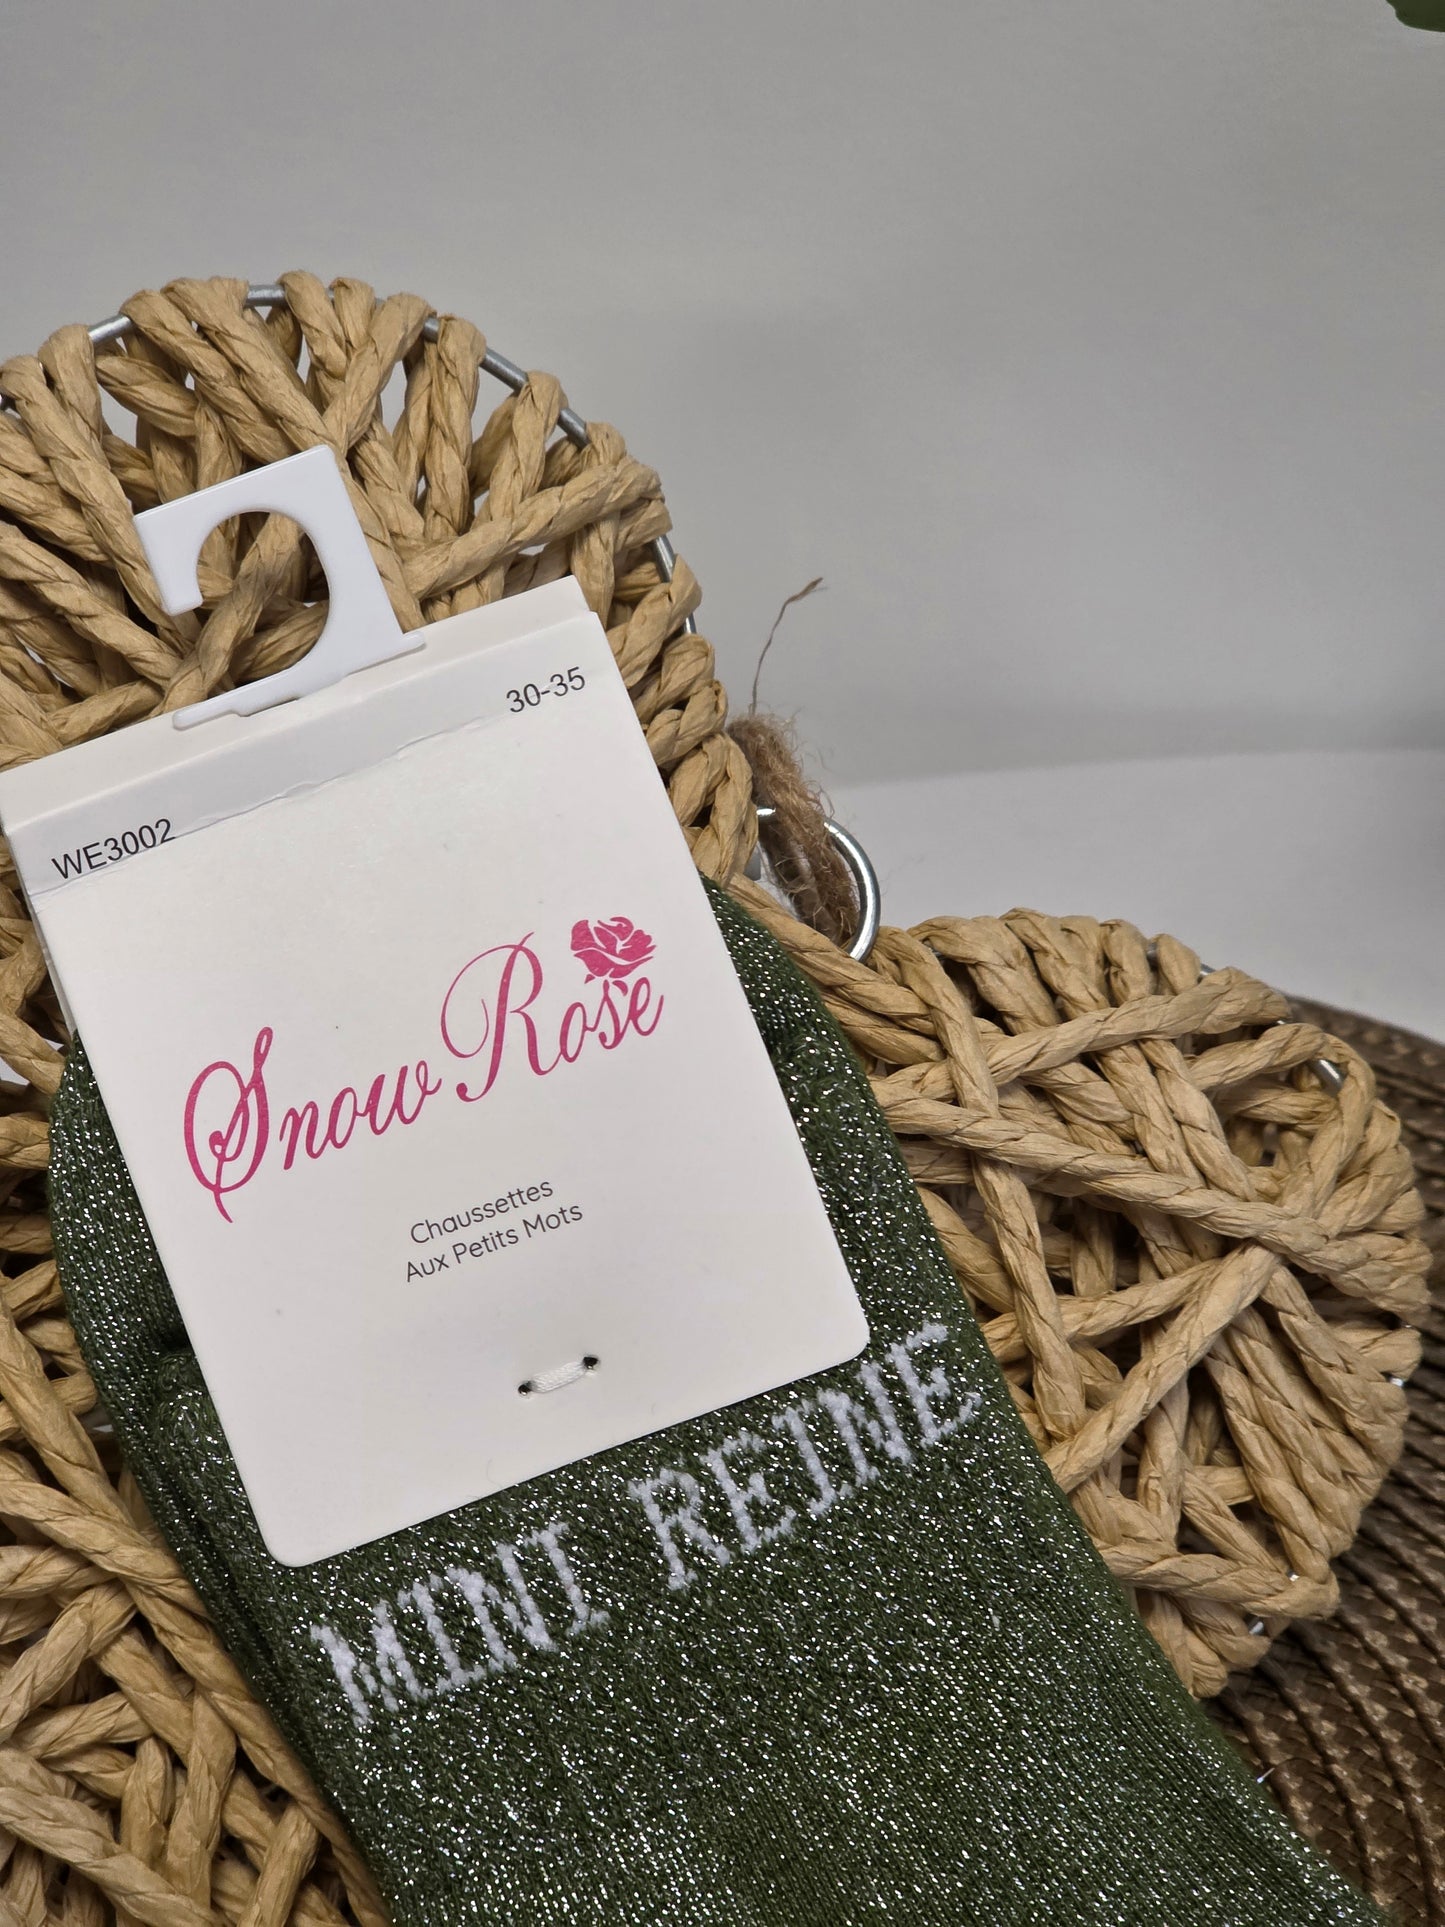 30-35
WE3002
Snow Rose
Chaussettes
Aux Petits Mots
MINI REINE